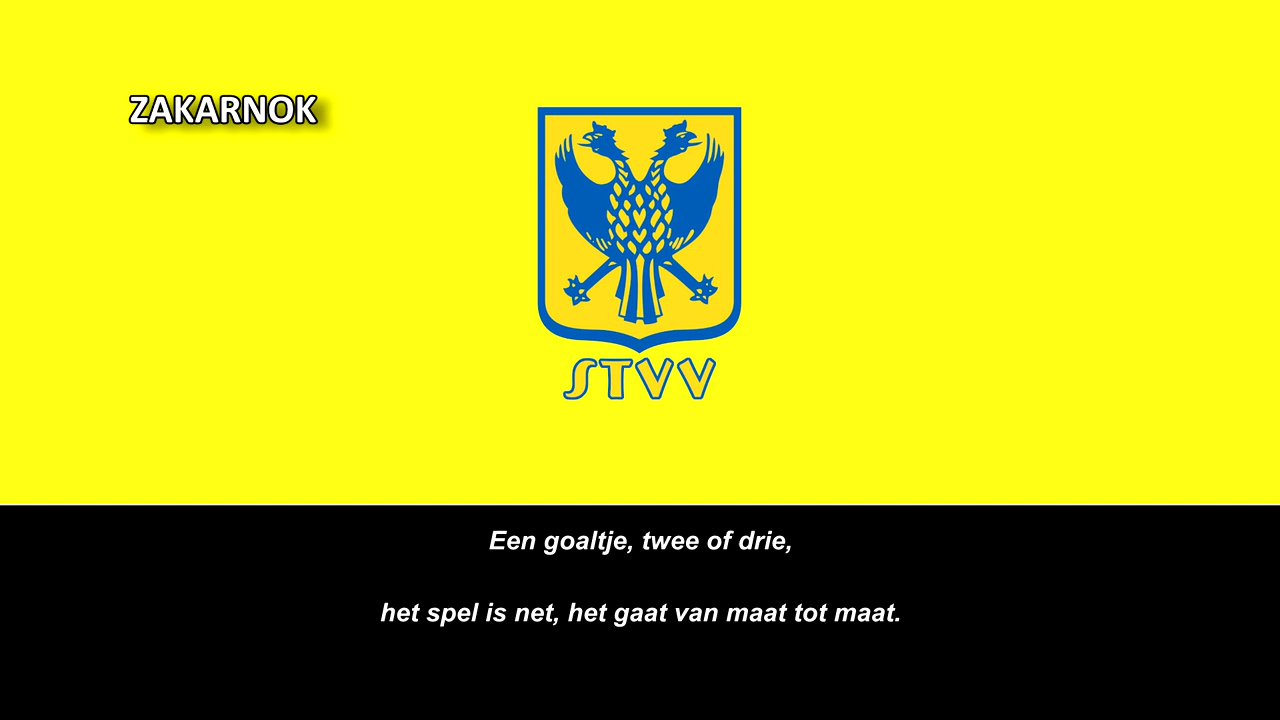 ZAKARNOK
STVV
Een goaltje, twee of drie,
het spel is net, het gaat van maat tot maat.